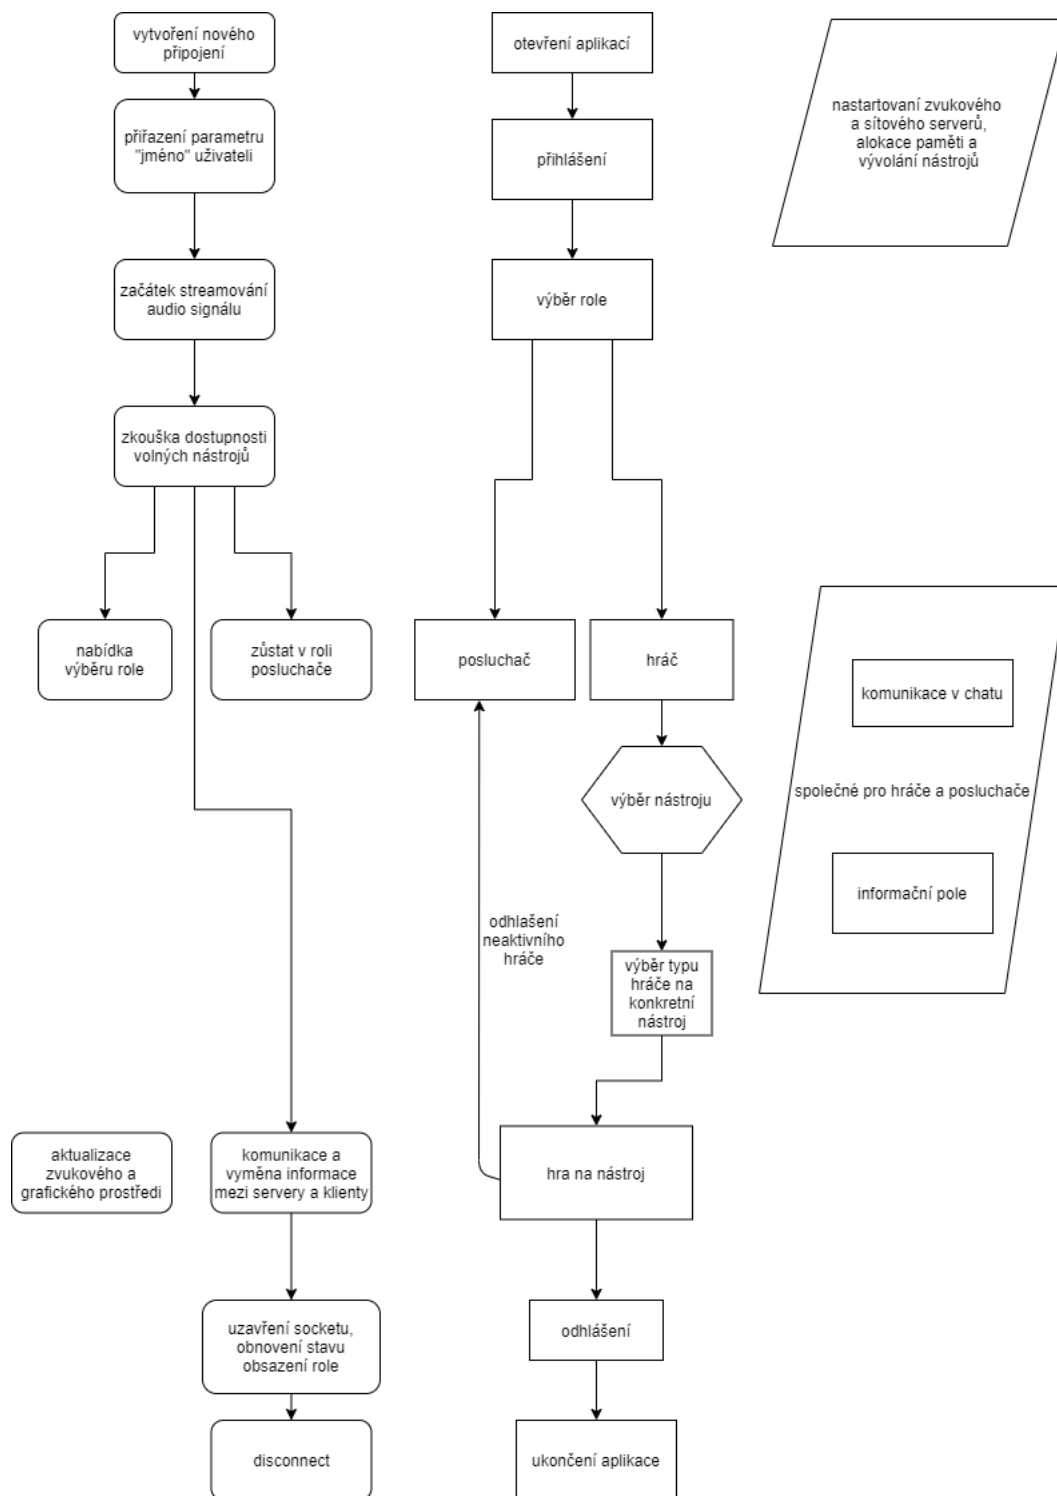 vytvoření nového
připojení
přiřazení parametru
"jméno" uživateli
začátek streamování
audio signálu
zkouška dostupnosti
volných nástrojů
nabídka
výběru role
zůstat v roli
posluchače
aktualizace
zvukového a
grafického prostředi
komunikace a
vyměna informace
mezi servery a klienty
uzavření socketu,
obnovení stavu
obsazení role
disconnect
otevření aplikací
přihlášení
výběr role
posluchač
hráč
výběr nástroju
odhlašení
neaktivního
hráče
výběr typu
hráče na
konkretní
nástroj
hra na nástroj
odhlášení
ukončení aplikace
nastartovaní zvukového
a sítového serverů,
alokace paměti a
vývolání nástrojů
komunikace v chatu
společné pro hráče a posluchače
informační pole